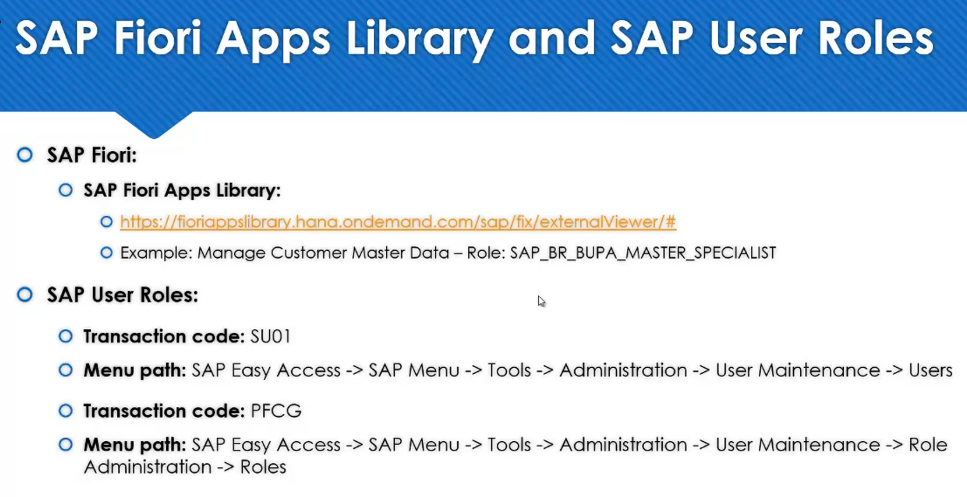 SAP Fiori Apps Library and SAP User Roles
SAP Fiori:
SAP Fiori Apps Library:
https://fioriappslibrary.hana.ondemand.com/sap/fix/externalViewer/#
Example: Manage Customer Master Data – Role: SAP_BR_BUPA_MASTER_SPECIALIST
SAP User Roles:
Transaction code: SU01
Menu path: SAP Easy Access -> SAP Menu -> Tools -> Administration -> User Maintenance -> Users
Transaction code: PFCG
Menu path: SAP Easy Access -> SAP Menu -> Tools -> Administration -> User Maintenance -> Role
Administration -> Roles